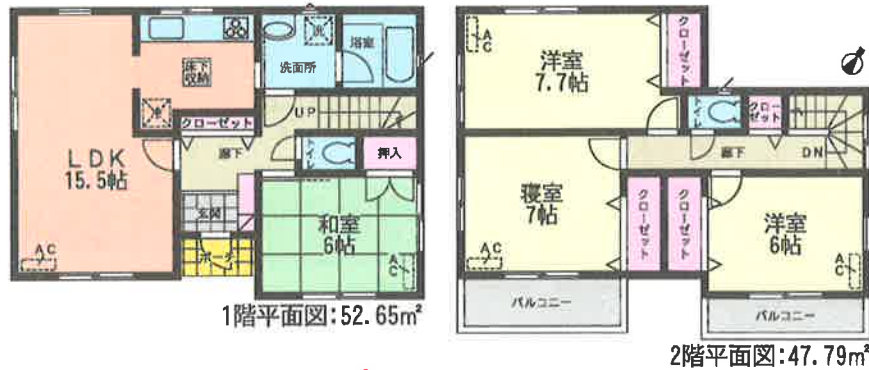 洗
浴室
洗面所
床下
収納
冷
クローゼット
UP
廊下
トイレ
押入
LDK
15.5帖
玄関
和室
6帖
AC
AC
ポーチ
1階平面図:52.65㎡
AC
洋室
7.7帖
クローゼット
トイレ
クローゼット
廊下
DN
寝室
7帖
クローゼット
クローゼット
洋室
6帖
AC
AC
バルコニー
バルコニー
2階平面図:47.79㎡